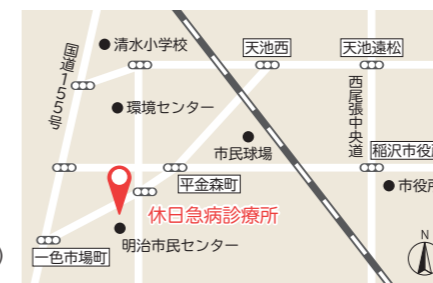 清水小学校
天池西
天池遠松
国道155号
環境センター
西尾張中央道
市民球場
稲沢市役所
平金森町
市役所
休日急病診療所
明治市民センター
一色市場町
N
)